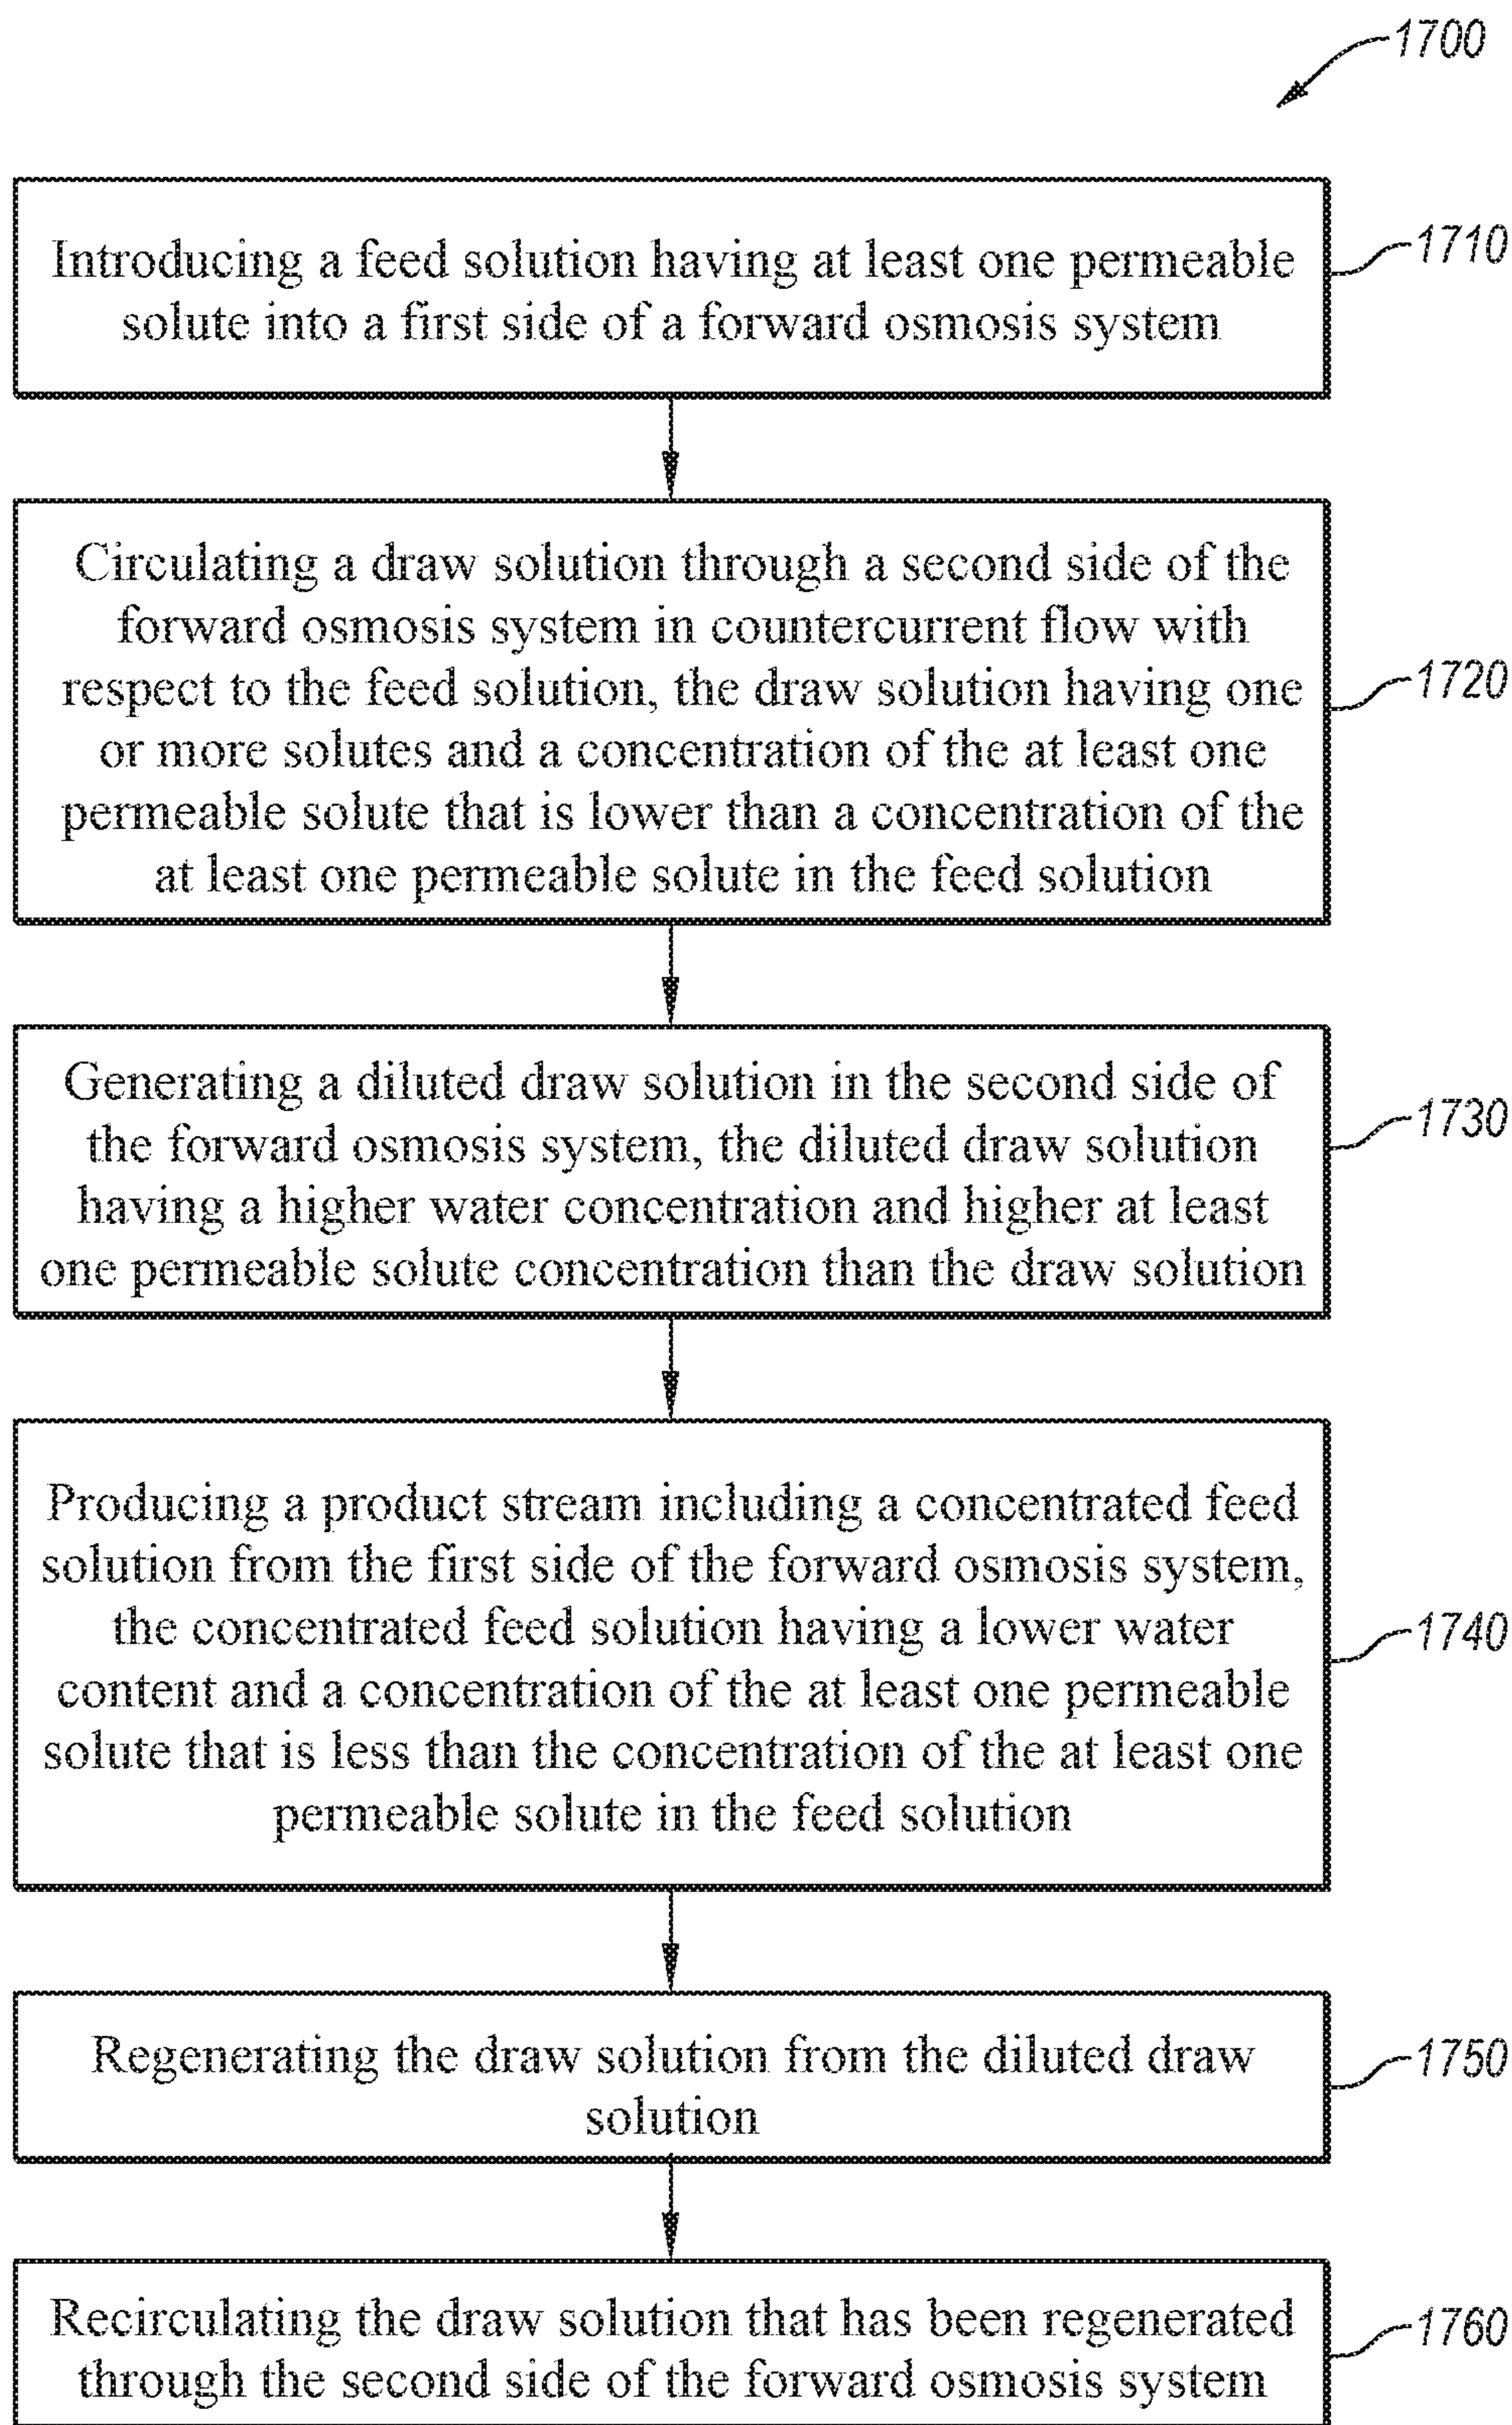 1700
Introducing a feed solution having at least one permeable
solute into a first side of a forward osmosis system
1710
Circulating a draw solution through a second side of the
forward osmosis system in countercurrent flow with
respect to the feed solution, the draw solution having one
or more solutes and a concentration of the at least one
permeable solute that is lower than a concentration of the
at least one permeable solute in the feed solution
1720
Generating a diluted draw solution in the second side of
the forward osmosis system, the diluted draw solution
having a higher water concentration and higher at least
one permeable solute concentration than the draw solution
1730
Producing a product stream including a concentrated feed
solution from the first side of the forward osmosis system,
the concentrated feed solution having a lower water
content and a concentration of the at least one permeable
solute that is less than the concentration of the at least one
permeable solute in the feed solution
1740
Regenerating the draw solution from the diluted draw
solution
1750
Recirculating the draw solution that has been regenerated
through the second side of the forward osmosis system
1760